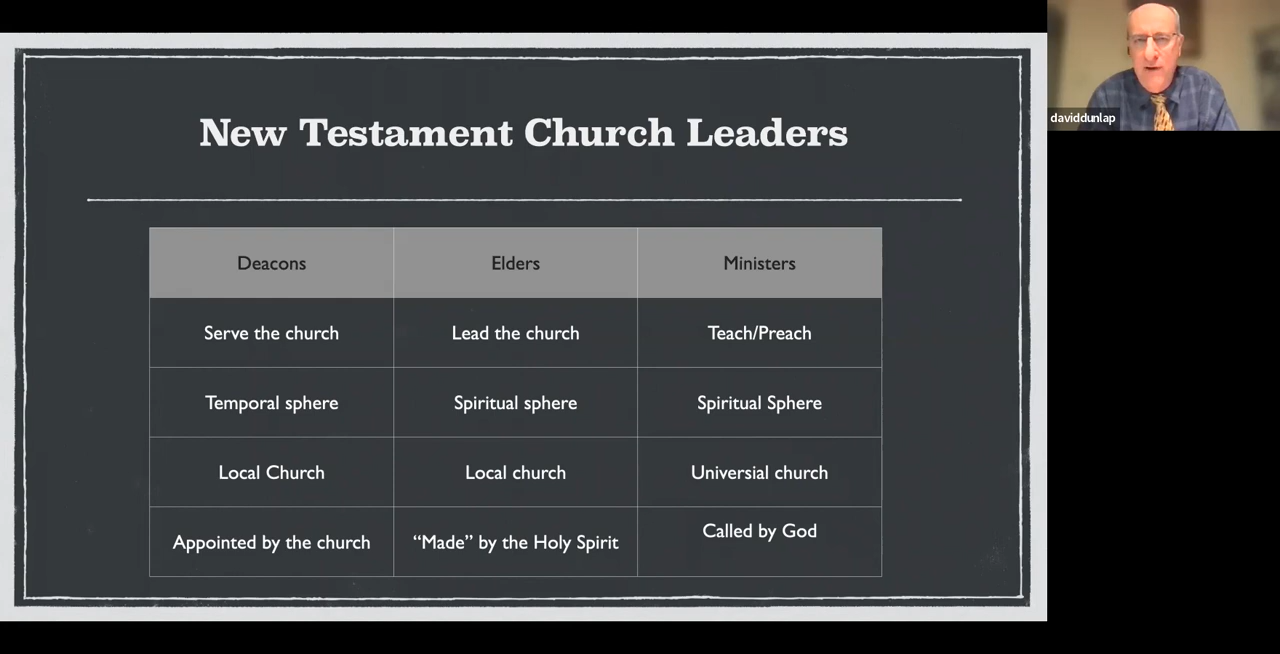 New Testament Church Leaders
Deacons Elders Ministers
Serve the church Lead the church Teach/Preach
Temporal sphere Spiritual sphere Spiritual Sphere
Local Church Local church Universial church
Appointed by the church “Made” by the Holy Spirit Called by God
daviddunlap